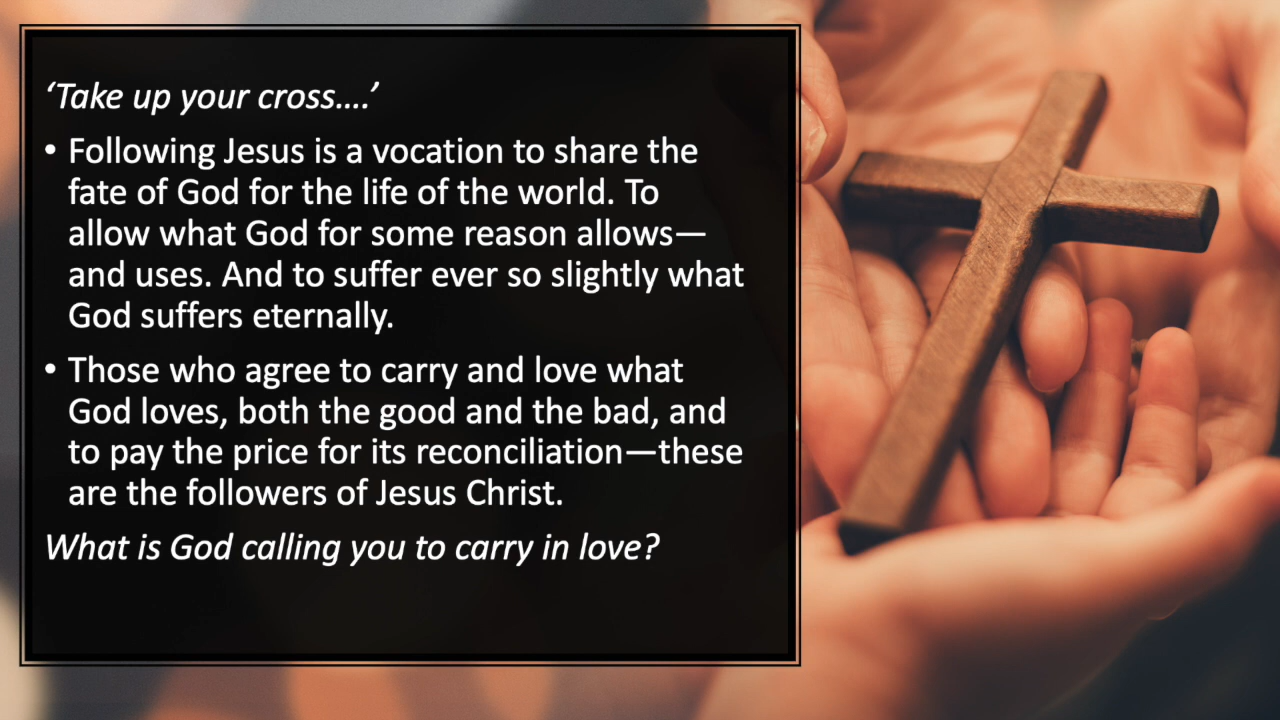 ‘Take up your cross….’
• Following Jesus is a vocation to share the
fate of God for the life of the world. To
allow what God for some reason allows—
and uses. And to suffer ever so slightly what
God suffers eternally.
• Those who agree to carry and love what
God loves, both the good and the bad, and
to pay the price for its reconciliation—these
are the followers of Jesus Christ.
What is God calling you to carry in love?